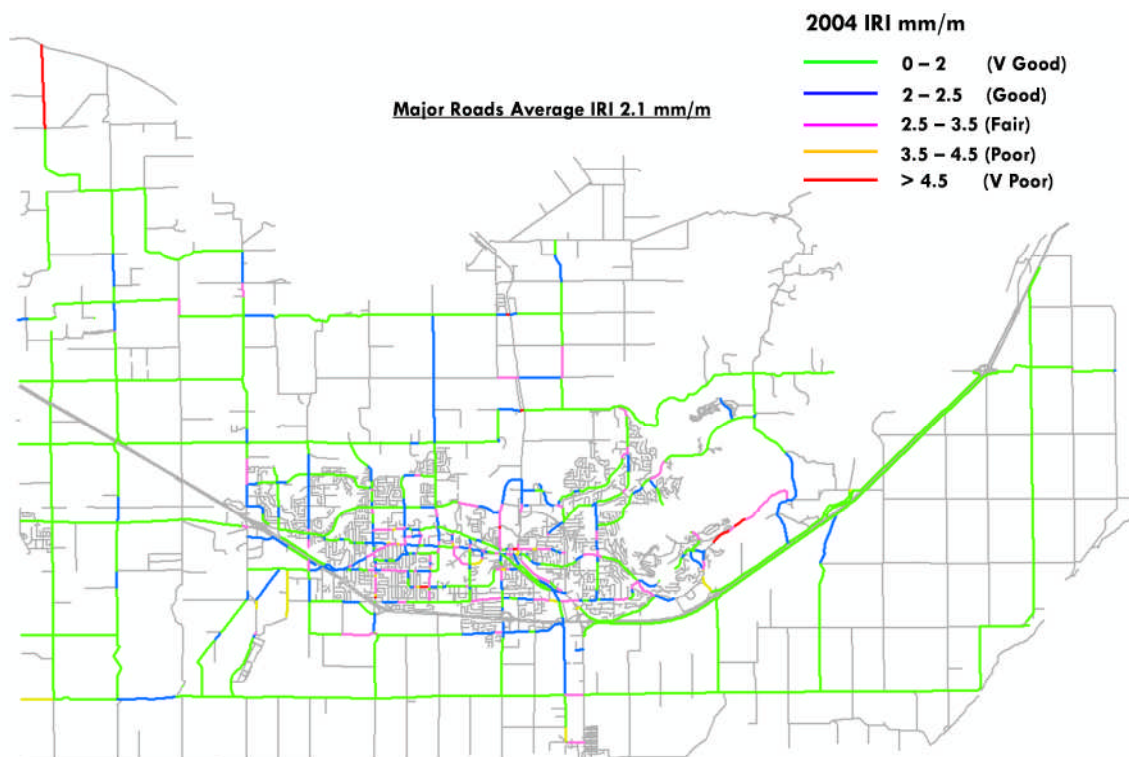 2004 IRI mm/m
0 – 2 (V Good)
2 – 2.5 (Good)
Major Roads Average IRI 2.1 mm/m
2.5 – 3.5 (Fair)
3.5 – 4.5 (Poor)
> 4.5 (V Poor)